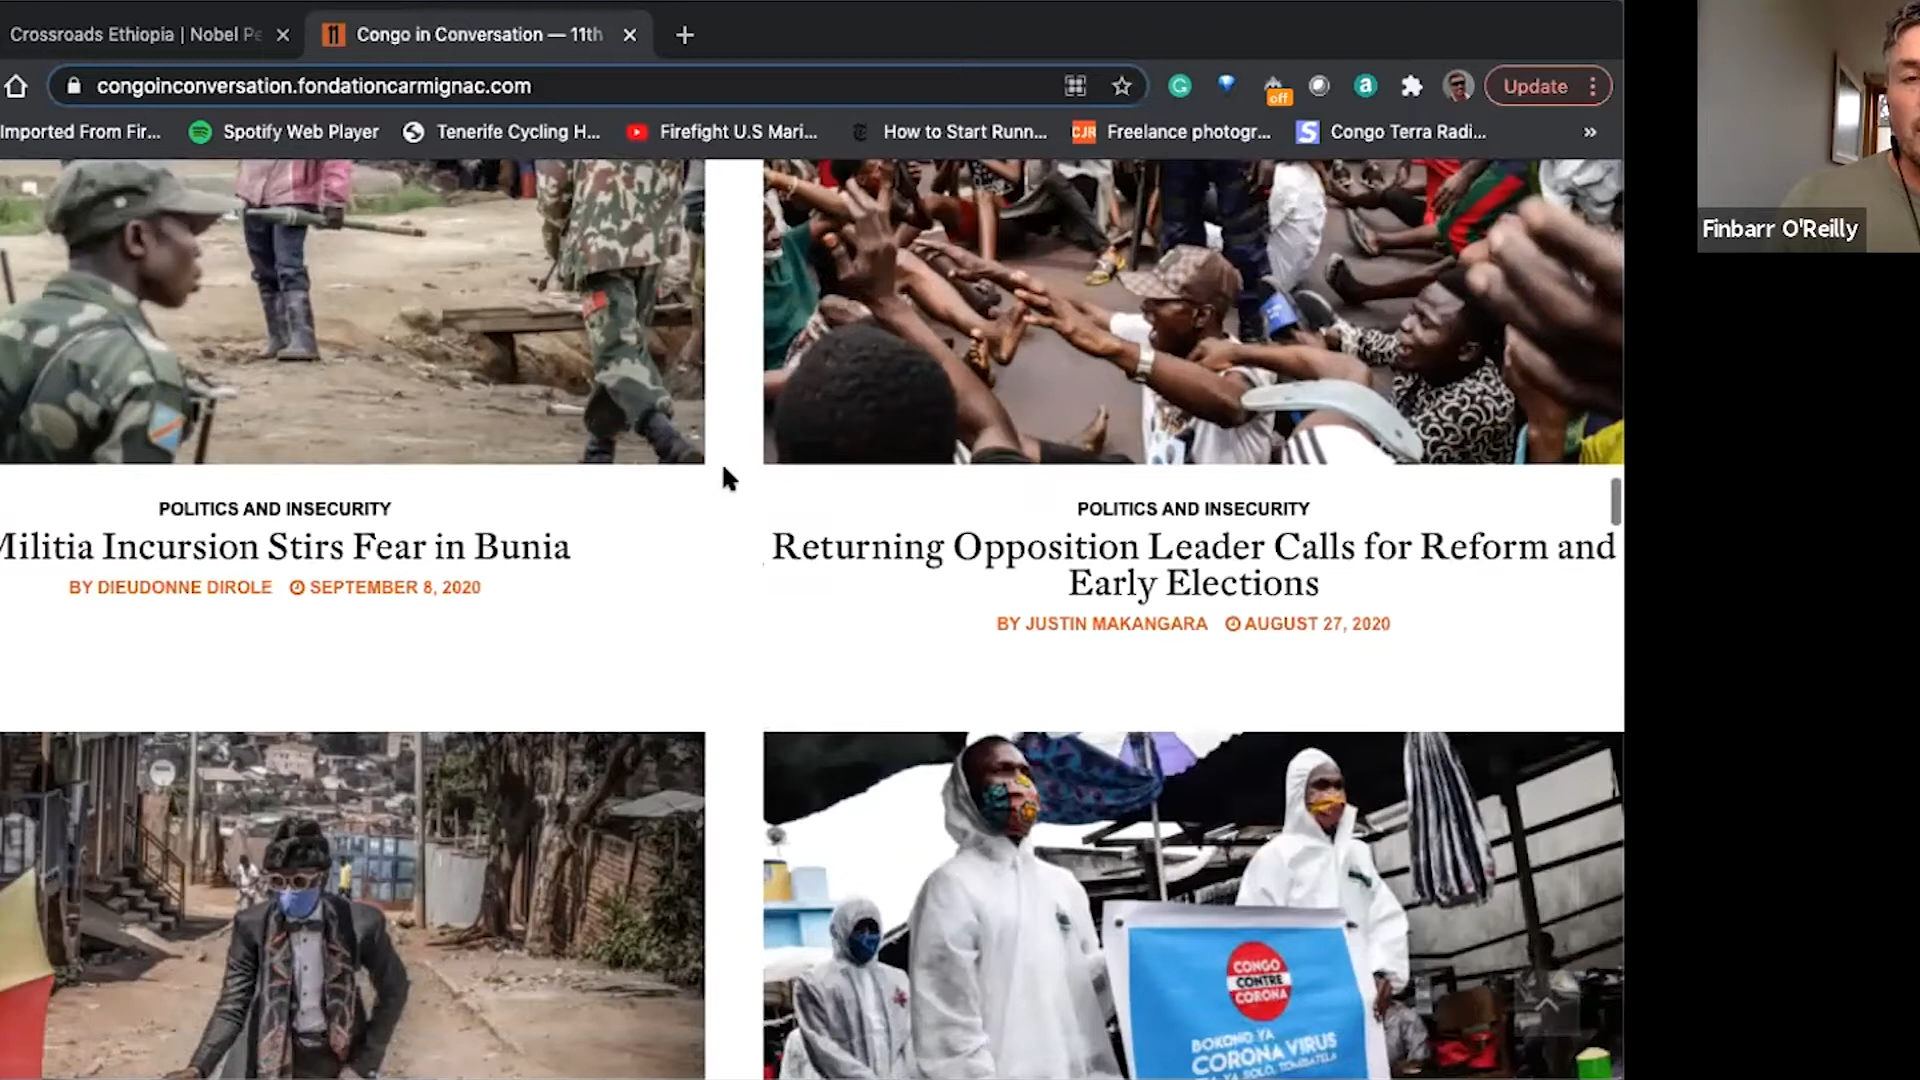 Crossroads Ethiopia | Nobel Pe
Congo in Conversation — 11th
congoinconversation.fondationcarmignac.com
off
Update
Imported From Fir...
Spotify Web Player
Tenerife Cycling H...
Firefight U.S Mari...
How to Start Runn...
CJR
Freelance photogr...
Congo Terra Radi...
Finbarr O'Reilly
POLITICS AND INSECURITY
Militia Incursion Stirs Fear in Bunia
BY DIEUDONNE DIROLE SEPTEMBER 8, 2020
POLITICS AND INSECURITY
Returning Opposition Leader Calls for Reform and
Early Elections
BY JUSTIN MAKANGARA AUGUST 27, 2020
CONGO
CONTRE
CORONA
BOKONO YA
CORONA VIRUS